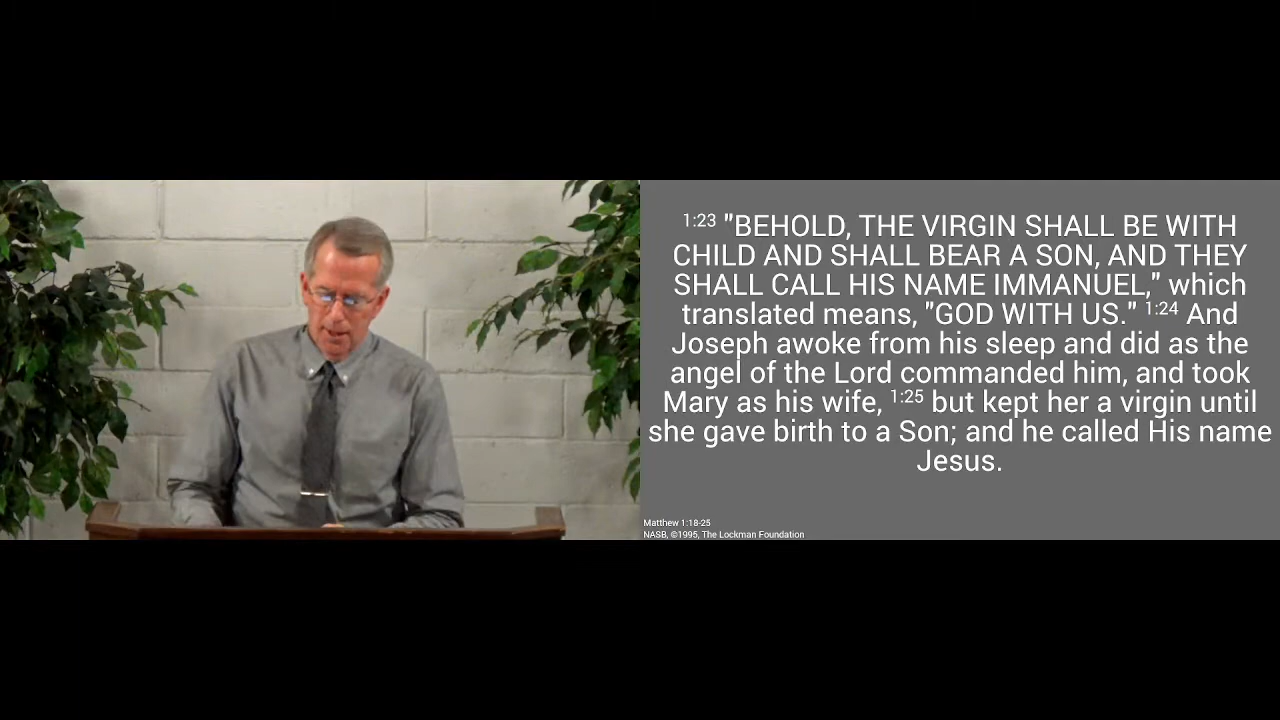 1:23 "BEHOLD, THE VIRGIN SHALL BE WITH
CHILD AND SHALL BEAR A SON, AND THEY
SHALL CALL HIS NAME IMMANUEL," which
translated means, "GOD WITH US." 1:24 And
Joseph awoke from his sleep and did as the
angel of the Lord commanded him, and took
Mary as his wife, 1:25 but kept her a virgin until
she gave birth to a Son; and he called His name
Jesus.
Matthew 1:18-25
NASB, ©1995, The Lockman Foundation